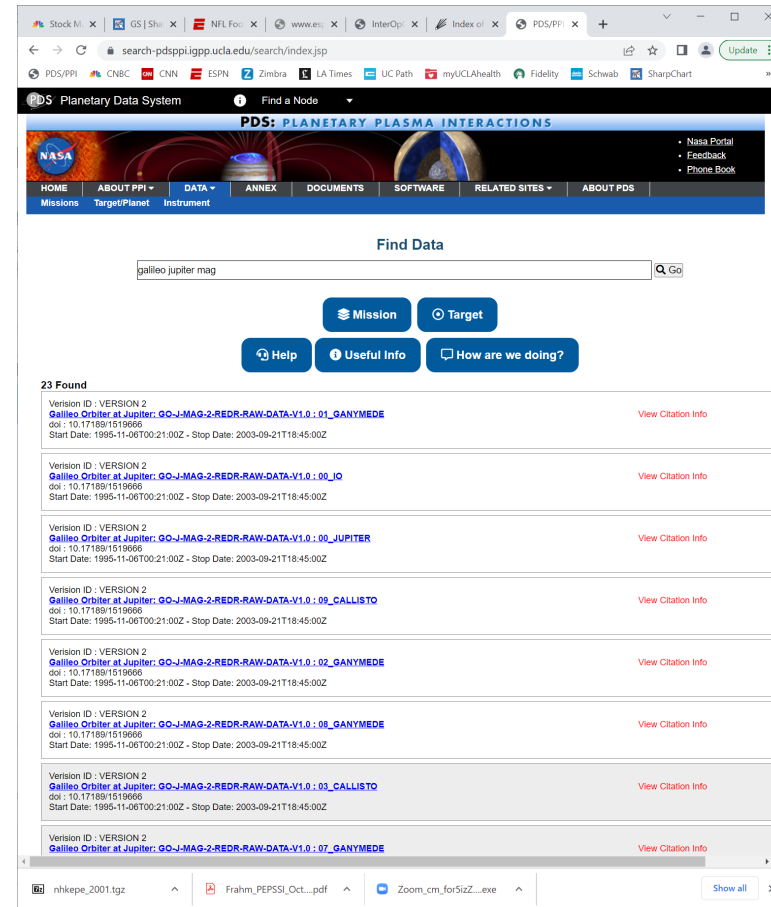 Stock M
GS | Sha
NFL Foo
www.es
InterOp
Index of
PDS/PPI
search-pdsppi.igpp.ucla.edu/search/index.jsp
Update
PDS/PPI
CNBC
CNN
ESPN
Zimbra
LA Times
UC Path
myUCLAhealth
Fidelity
Schwab
SharpChart
»
PDS Planetary Data System
Find a Node
PDS: PLANETARY PLASMA INTERACTIONS
NASA
• Nasa Portal
• Feedback
• Phone Book
HOME ABOUT PPI DATA ANNEX DOCUMENTS SOFTWARE RELATED SITES ABOUT PDS
Missions Target/Planet Instrument
Find Data
galileo jupiter mag
Go
Mission
Target
Help
Useful Info
How are we doing?
23 Found
Verision ID : VERSION 2
Galileo Orbiter at Jupiter: GO-J-MAG-2-REDR-RAW-DATA-V1.0 : 01_GANYMEDE
View Citation Info
doi : 10.17189/1519666
Start Date: 1995-11-06T00:21:00Z - Stop Date: 2003-09-21T18:45:00Z
Verision ID : VERSION 2
Galileo Orbiter at Jupiter: GO-J-MAG-2-REDR-RAW-DATA-V1.0 : 00_IO
View Citation Info
doi : 10.17189/1519666
Start Date: 1995-11-06T00:21:00Z - Stop Date: 2003-09-21T18:45:00Z
Verision ID : VERSION 2
Galileo Orbiter at Jupiter: GO-J-MAG-2-REDR-RAW-DATA-V1.0 : 00_JUPITER
View Citation Info
doi : 10.17189/1519666
Start Date: 1995-11-06T00:21:00Z - Stop Date: 2003-09-21T18:45:00Z
Verision ID : VERSION 2
Galileo Orbiter at Jupiter: GO-J-MAG-2-REDR-RAW-DATA-V1.0 : 09_CALLISTO
View Citation Info
doi : 10.17189/1519666
Start Date: 1995-11-06T00:21:00Z - Stop Date: 2003-09-21T18:45:00Z
Verision ID : VERSION 2
Galileo Orbiter at Jupiter: GO-J-MAG-2-REDR-RAW-DATA-V1.0 : 02_GANYMEDE
View Citation Info
doi : 10.17189/1519666
Start Date: 1995-11-06T00:21:00Z - Stop Date: 2003-09-21T18:45:00Z
Verision ID : VERSION 2
Galileo Orbiter at Jupiter: GO-J-MAG-2-REDR-RAW-DATA-V1.0 : 08_GANYMEDE
View Citation Info
doi : 10.17189/1519666
Start Date: 1995-11-06T00:21:00Z - Stop Date: 2003-09-21T18:45:00Z
Verision ID : VERSION 2
Galileo Orbiter at Jupiter: GO-J-MAG-2-REDR-RAW-DATA-V1.0 : 03_CALLISTO
View Citation Info
doi : 10.17189/1519666
Start Date: 1995-11-06T00:21:00Z - Stop Date: 2003-09-21T18:45:00Z
Verision ID : VERSION 2
Galileo Orbiter at Jupiter: GO-J-MAG-2-REDR-RAW-DATA-V1.0 : 07_GANYMEDE
View Citation Info
nhkepe_2001.tgz
Frahm_PEPSSI_Oct....pdf
Zoom_cm_for5izZ....exe
Show all